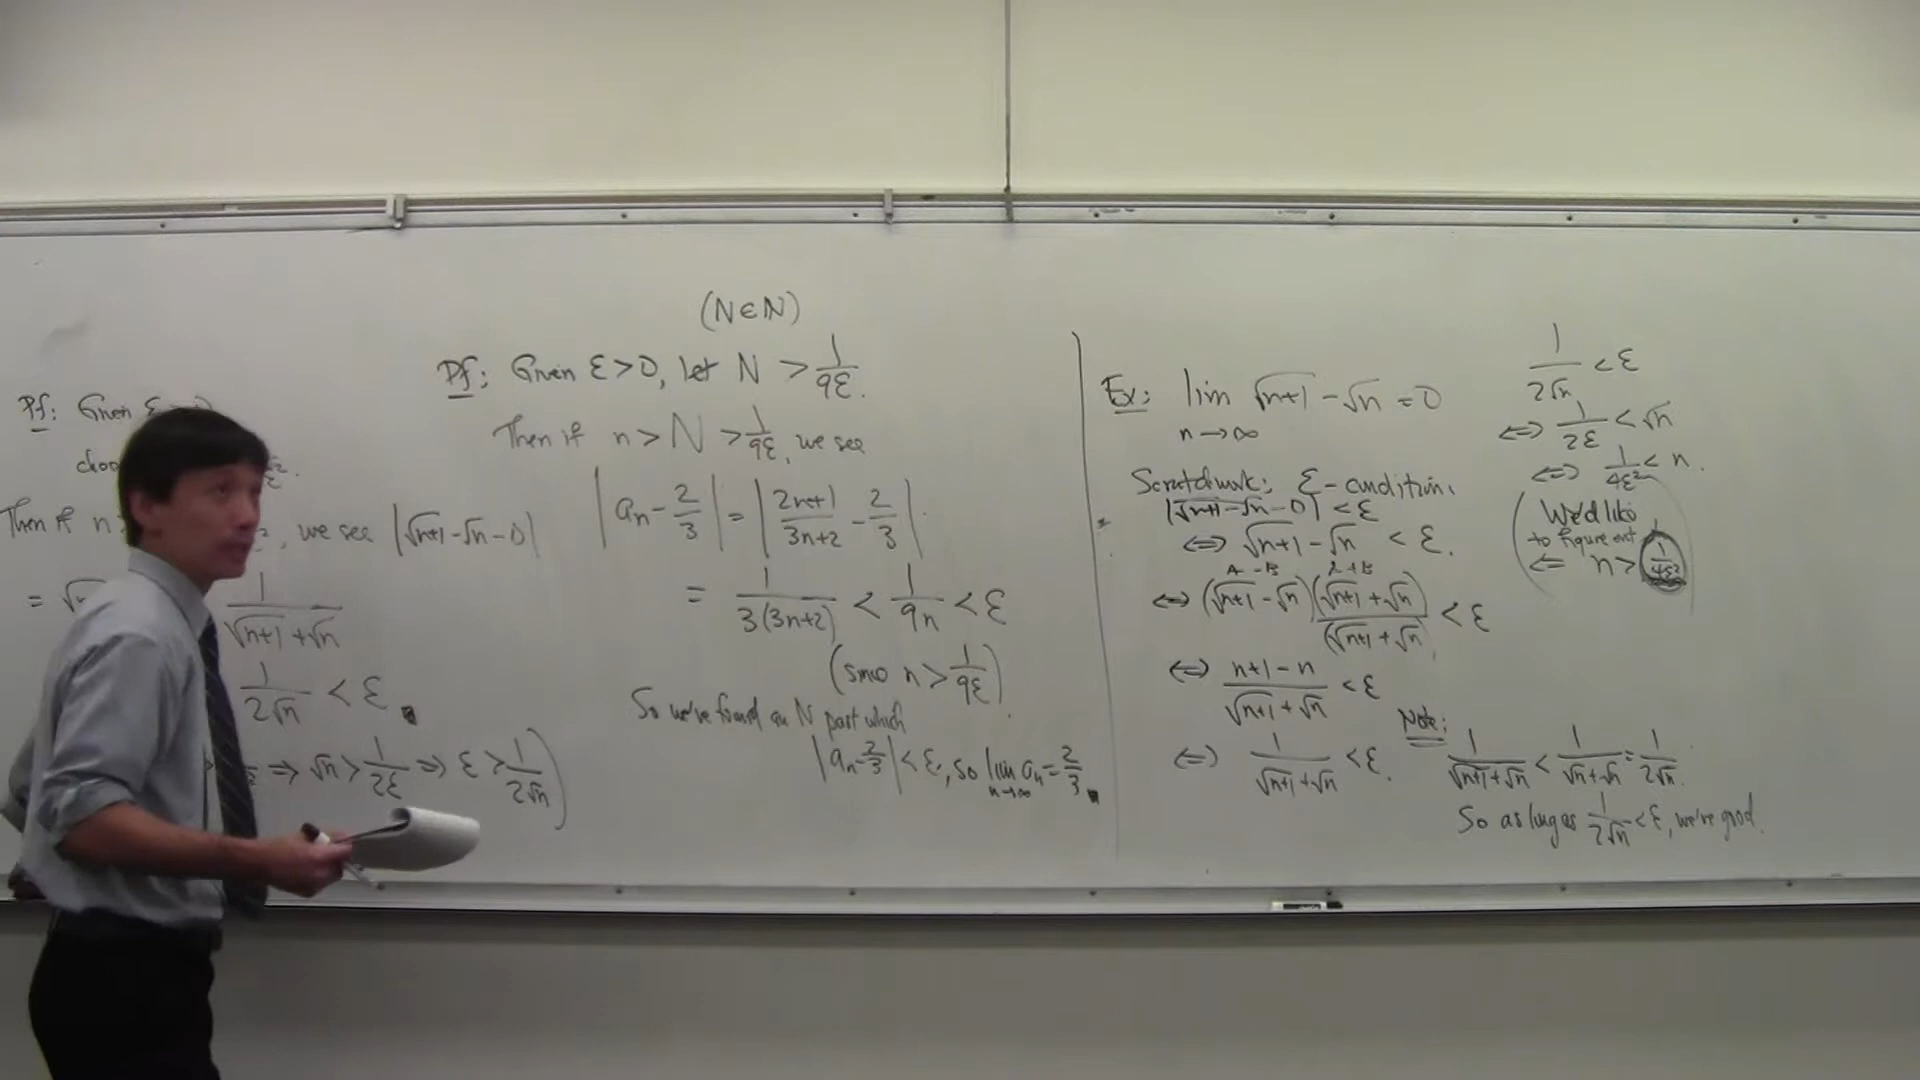 Pf: Given ε
choo
Then if n > , we see |√n+1 - √n - 0|
= √n 1/(√n+1 + √n)
1/(2√n) < ε
⇒ √n > 1/(2ε) ⇒ ε > 1/(2√n))
(N∈ℕ)
Pf: Given ε>0, let N > 1/(9ε).
Then if n > N > 1/(9ε), we see
|aₙ - 2/3| = |(2n+1)/(3n+2) - 2/3|
= 1/(3(3n+2)) < 1/(9n) < ε
(since n > 1/(9ε))
So we've found an N past which
|aₙ - 2/3| < ε, so lim n→∞ aₙ = 2/3.
Ex: lim n→∞ √n+1 - √n = 0
Scratchwork: ε-condition:
|√n+1 - √n - 0| < ε
⟺ √n+1 - √n < ε.
A - B A + B
⟺ (√n+1 - √n) (√n+1 + √n)/(√n+1 + √n) < ε
⟺ (n+1-n)/(√n+1 + √n) < ε
⟺ 1/(√n+1 + √n) < ε.
Note:
1/(√n+1 + √n) < 1/(√n + √n) = 1/(2√n).
So as long as 1/(2√n) < ε, we're good.
1/(2√n) < ε
⟺ 1/(2ε) < √n
⟺ 1/(4ε²) < n.
(We'd like
to figure out
⟸ n > 1/(4ε²)